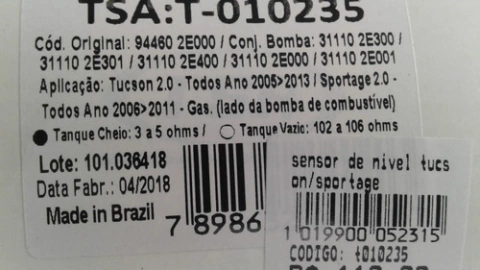 TSA:T-010235
Cód. Original: 94460 2E000 / Conj. Bomba: 31110 2E300 /
31110 2E301 / 31110 2E400 / 31110 2E000 / 31110 2E001
Aplicação: Tucson 2.0 - Todos Ano 2005>2013 / Sportage 2.0 -
Todos Ano 2006>2011 - Gas. (lado da bomba de combustível)
Tanque Cheio: 3 a 5 ohms / Tanque Vazio: 102 a 106 ohms
Lote: 101.036418
Data Fabr.: 04/2018
Made in Brazil
7 8986
sensor de nivel tucs
on/sportage
1 019900 052315
CODIGO: t010235